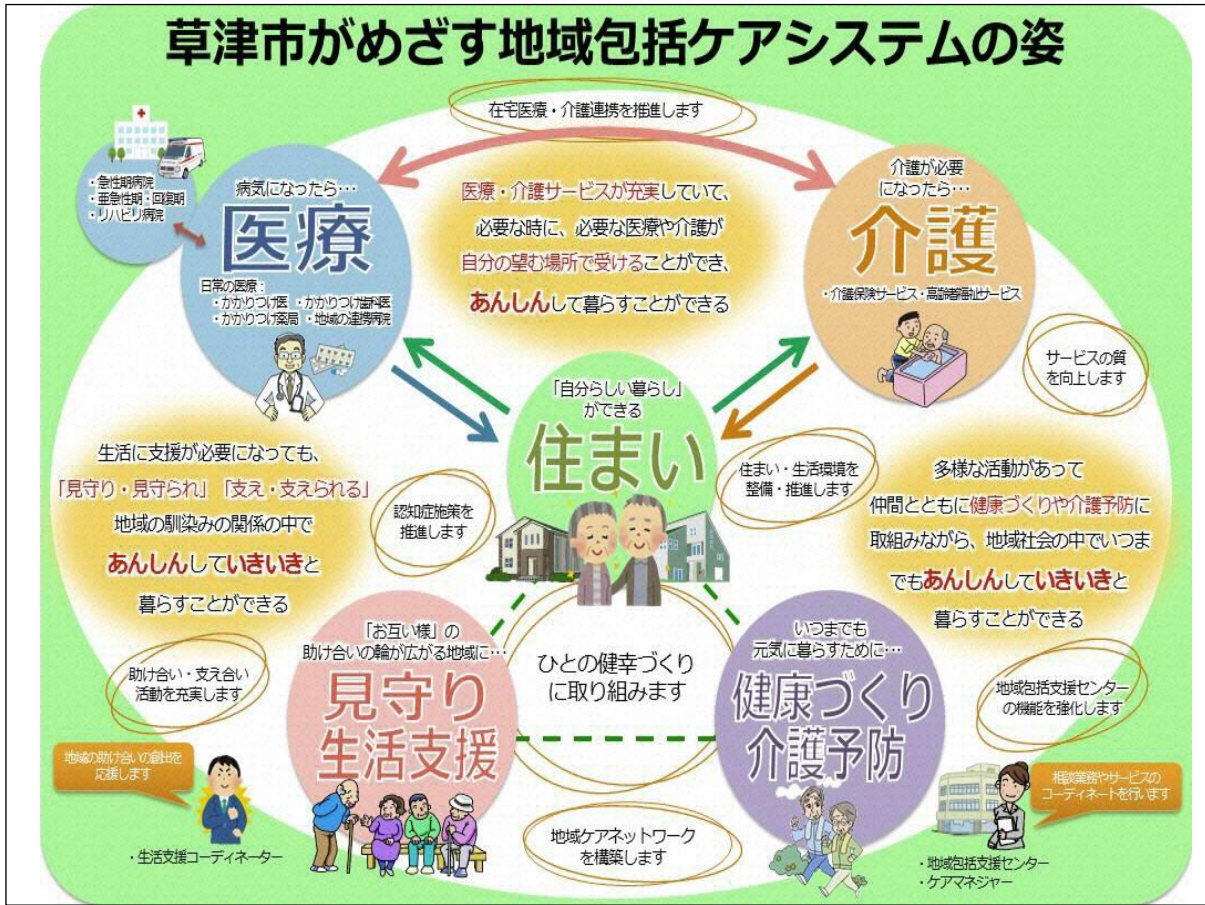 草津市がめざす地域包括ケアシステムの姿
在宅医療・介護連携を推進します
・急性期病院
・亜急性期・回復期
・リハビリ病院
病気になったら…
医療
日常の医療:
・かかりつけ医 ・かかりつけ歯科医
・かかりつけ薬局 ・地域の連携病院
医療・介護サービスが充実していて、
必要な時に、必要な医療や介護が
自分の望む場所で受けることができ、
あんしんして暮らすことができる
介護が必要
になったら…
介護
・介護保険サービス・高齢者福祉サービス
サービスの質
を向上します
「自分らしい暮らし」
ができる
住まい
生活に支援が必要になっても、
「見守り・見守られ」「支え・支えられる」
地域の馴染みの関係の中で
あんしんしていきいきと
暮らすことができる
認知症施策を
推進します
住まい・生活環境を
整備・推進します
多様な活動があって
仲間とともに健康づくりや介護予防に
取組みながら、地域社会の中でいつま
でもあんしんしていきいきと
暮らすことができる
助け合い・支え合い
活動を充実します
「お互い様」の
助け合いの輪が広がる地域に…
見守り
生活支援
ひとの健幸づくり
に取り組みます
いつまでも
元気に暮らすために…
健康づくり
介護予防
地域包括支援センター
の機能を強化します
地域の助け合いの創出を
応援します
・生活支援コーディネーター
地域ケアネットワーク
を構築します
相談業務やサービスの
コーディネートを行います
・地域包括支援センター
・ケアマネジャー